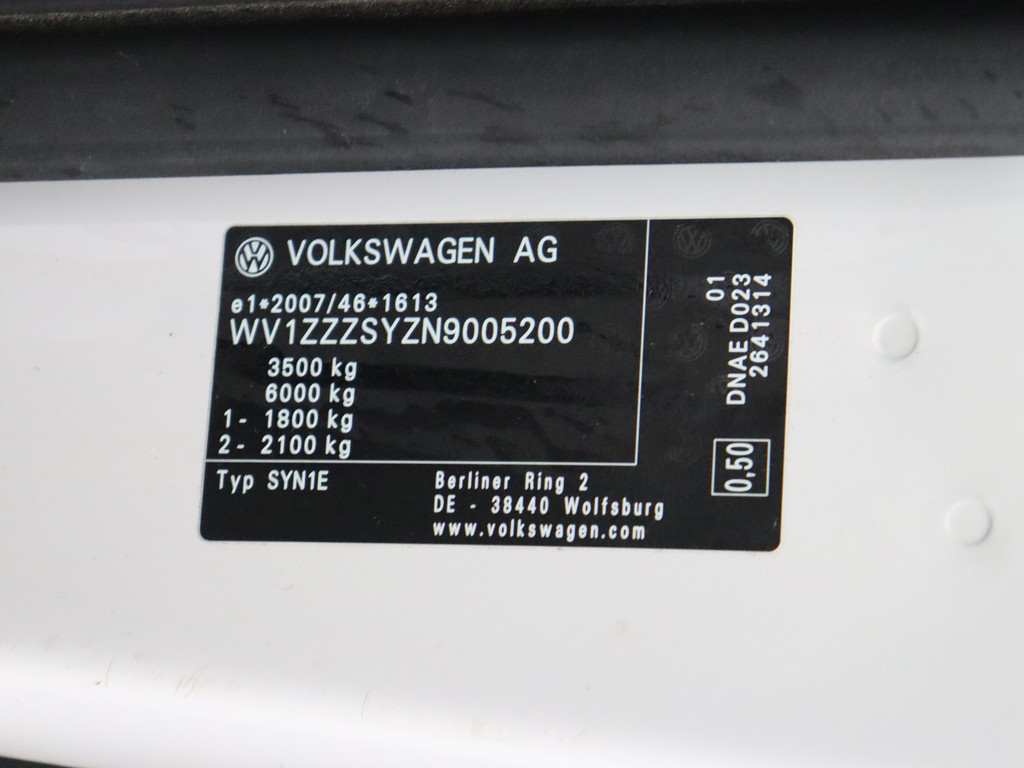 VOLKSWAGEN AG
e1*2007/46*1613
WV1ZZZSYZN9005200
3500 kg
6000 kg
1- 1800 kg
2- 2100 kg
Typ SYN1E
Berliner Ring 2
DE - 38440 Wolfsburg
www.volkswagen.com
01
DNAE D023
2641314
0,50